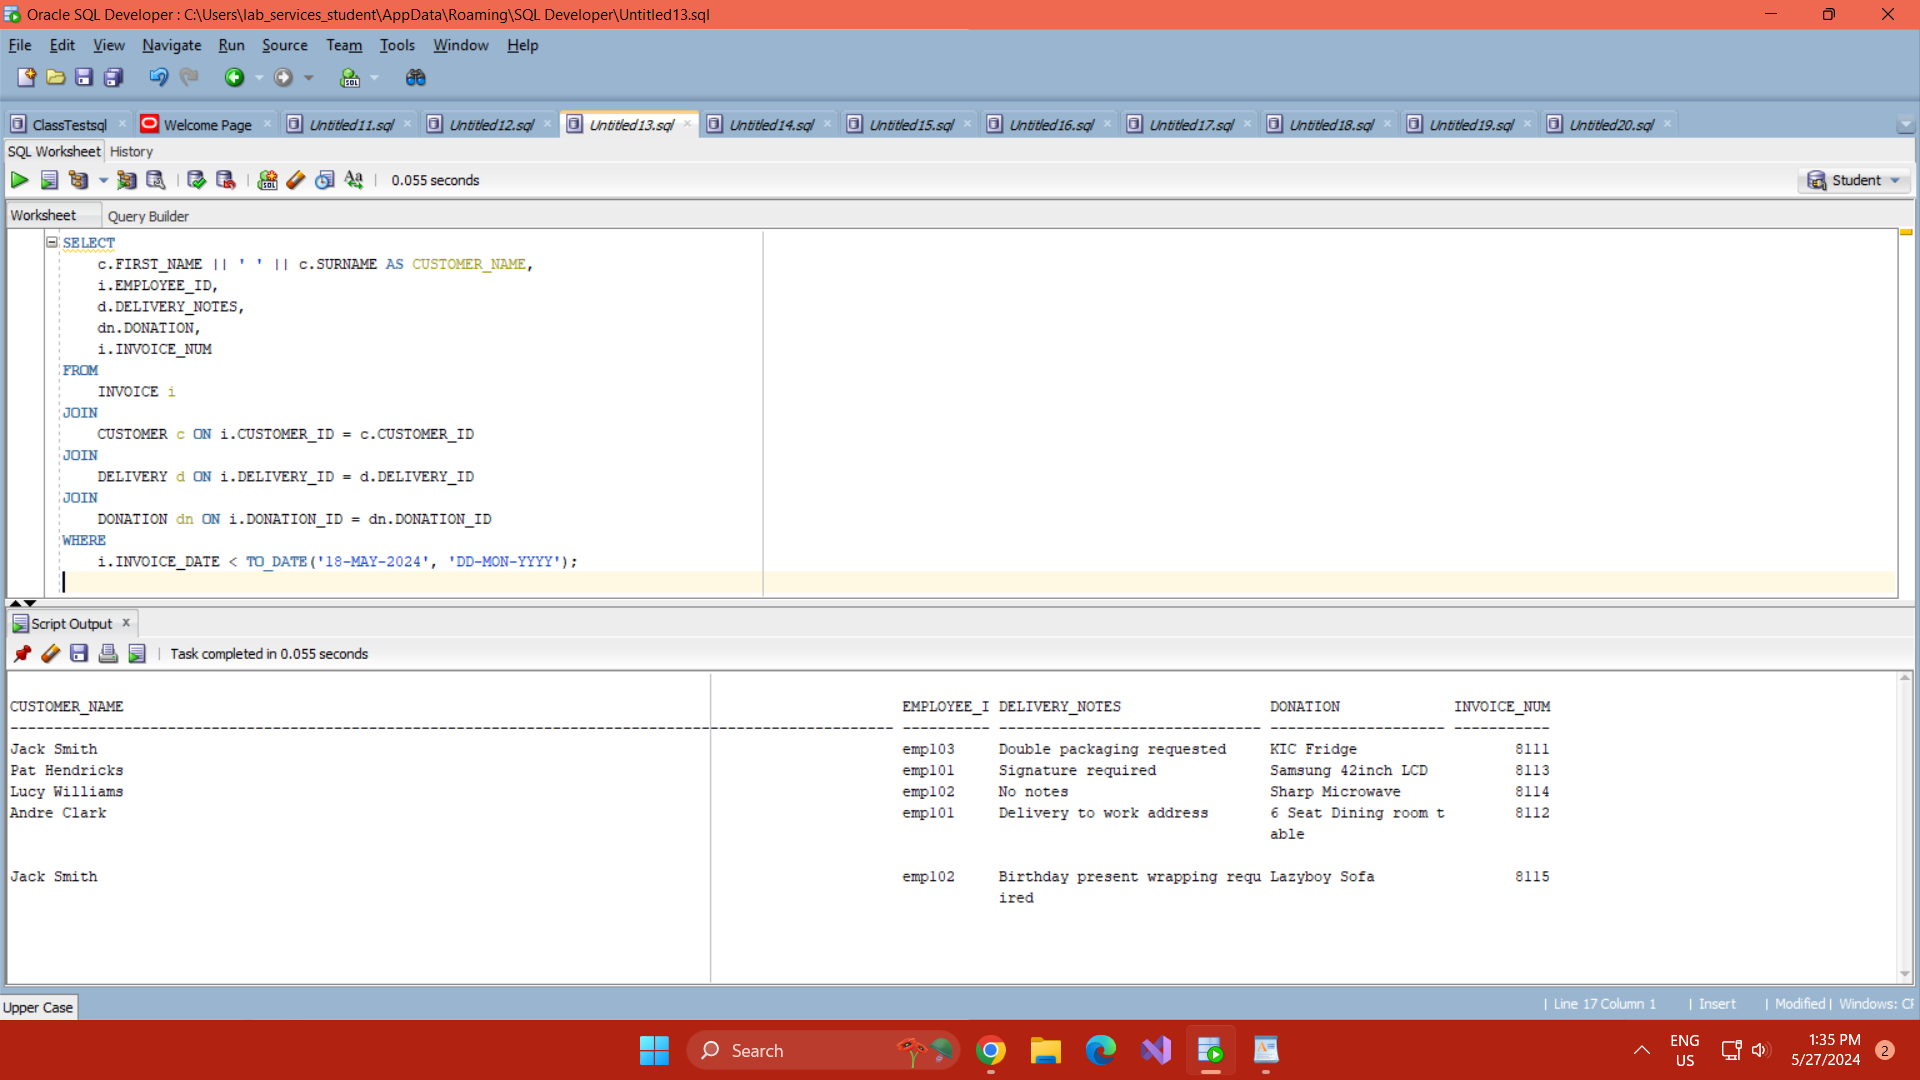 Oracle SQL Developer : C:\Users\lab_services_student\AppData\Roaming\SQL Developer\Untitled13.sql
File Edit View Navigate Run Source Team Tools Window Help
ClassTestsql Welcome Page Untitled11.sql Untitled12.sql Untitled13.sql Untitled14.sql Untitled15.sql Untitled16.sql Untitled17.sql Untitled18.sql Untitled19.sql Untitled20.sql
SQL Worksheet History
0.055 seconds
Student
Worksheet Query Builder
SELECT
c.FIRST_NAME || ' ' || c.SURNAME AS CUSTOMER_NAME,
i.EMPLOYEE_ID,
d.DELIVERY_NOTES,
dn.DONATION,
i.INVOICE_NUM
FROM
INVOICE i
JOIN
CUSTOMER c ON i.CUSTOMER_ID = c.CUSTOMER_ID
JOIN
DELIVERY d ON i.DELIVERY_ID = d.DELIVERY_ID
JOIN
DONATION dn ON i.DONATION_ID = dn.DONATION_ID
WHERE
i.INVOICE_DATE < TO_DATE('18-MAY-2024', 'DD-MON-YYYY');
Script Output
Task completed in 0.055 seconds
CUSTOMER_NAME EMPLOYEE_I DELIVERY_NOTES DONATION INVOICE_NUM
Jack Smith emp103 Double packaging requested KIC Fridge 8111
Pat Hendricks emp101 Signature required Samsung 42inch LCD 8113
Lucy Williams emp102 No notes Sharp Microwave 8114
Andre Clark emp101 Delivery to work address 6 Seat Dining room t 8112
able
Jack Smith emp102 Birthday present wrapping requ Lazyboy Sofa 8115
ired
Upper Case
| Line 17 Column 1 | Insert | Modified | Windows: CF
Search
ENG
US
1:35 PM
5/27/2024
2